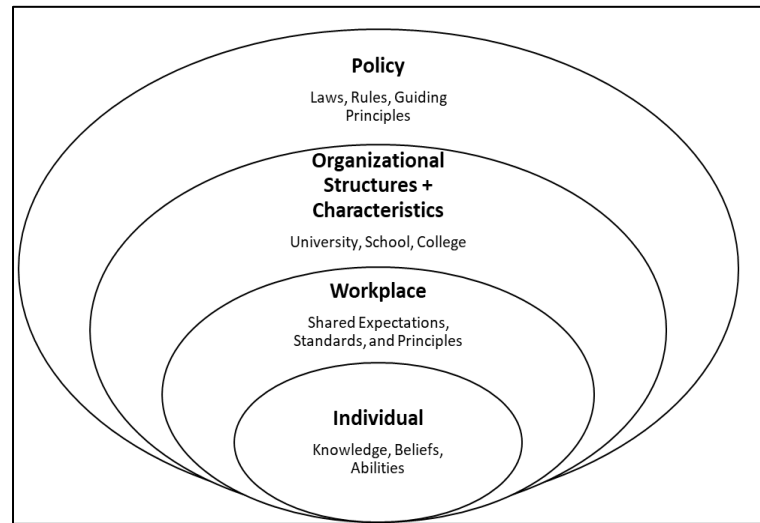 Policy
Laws, Rules, Guiding
Principles
Organizational
Structures +
Characteristics
University, School, College
Workplace
Shared Expectations,
Standards, and Principles
Individual
Knowledge, Beliefs,
Abilities